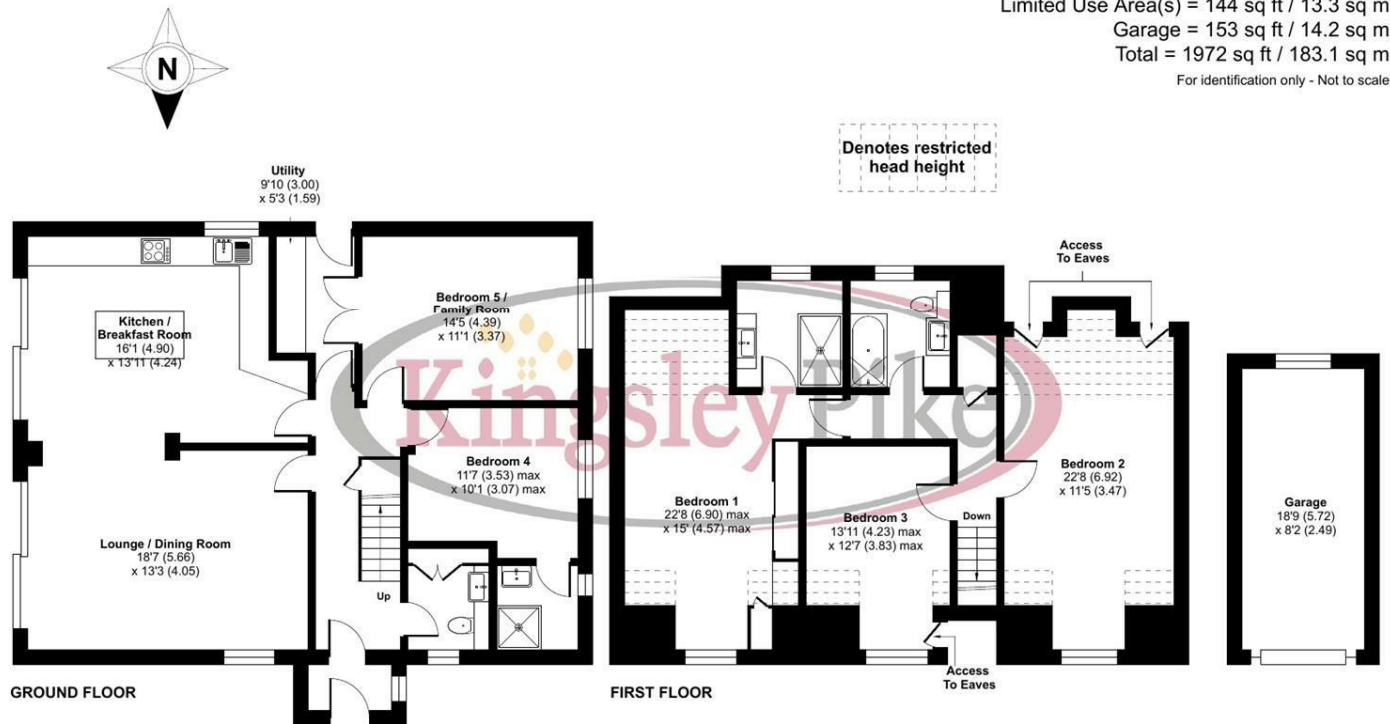 Limited Use Area(s) = 144 sq ft / 13.3 sq m
Garage = 153 sq ft / 14.2 sq m
Total = 1972 sq ft / 183.1 sq m
For identification only - Not to scale
N
Denotes restricted
head height
Utility
9'10 (3.00)
x 5'3 (1.59)
Kitchen /
Breakfast Room
16'1 (4.90)
x 13'11 (4.24)
Bedroom 5 /
Family Room
14'5 (4.39)
x 11'1 (3.37)
Bedroom 4
11'7 (3.53) max
x 10'1 (3.07) max
Lounge / Dining Room
18'7 (5.66)
x 13'3 (4.05)
Up
GROUND FLOOR
Kingsley Pike
Access
To Eaves
Bedroom 1
22'8 (6.90) max
x 15' (4.57) max
Bedroom 3
13'11 (4.23) max
x 12'7 (3.83) max
Down
Bedroom 2
22'8 (6.92)
x 11'5 (3.47)
Access
To Eaves
FIRST FLOOR
Garage
18'9 (5.72)
x 8'2 (2.49)